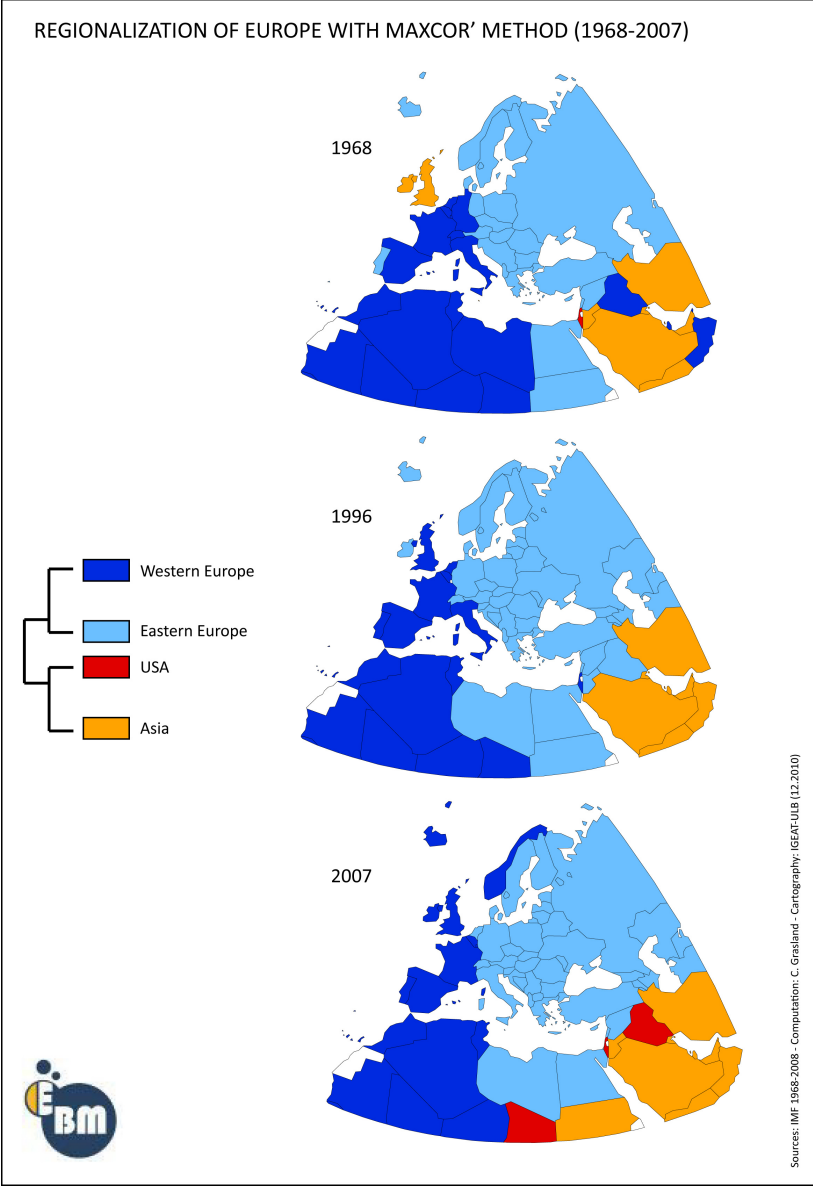 REGIONALIZATION OF EUROPE WITH MAXCOR’ METHOD (1968-2007)
1968
1996
Western Europe
Eastern Europe
USA
Asia
2007
EBM
Sources: IMF 1968-2008 - Computation: C. Grasland - Cartography: IGEAT-ULB (12.2010)